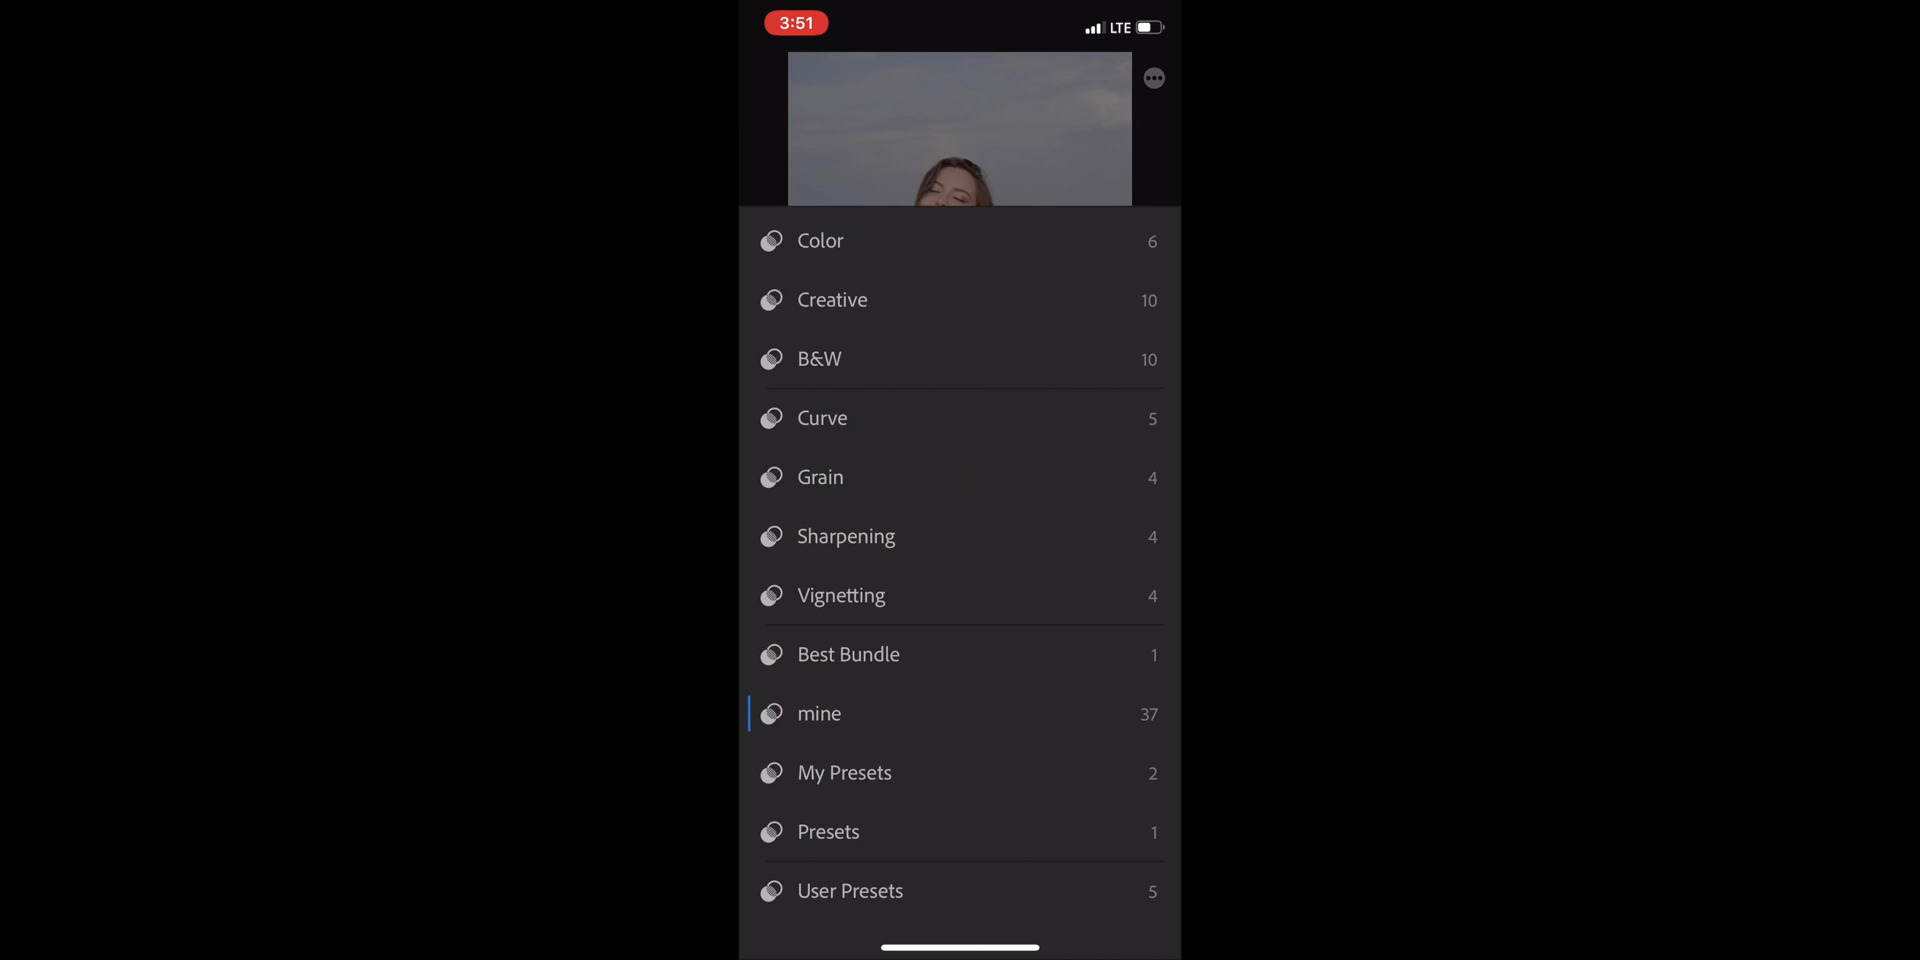 3:51
LTE
Color 6
Creative 10
B&W 10
Curve 5
Grain 4
Sharpening 4
Vignetting 4
Best Bundle 1
mine 37
My Presets 2
Presets 1
User Presets 5